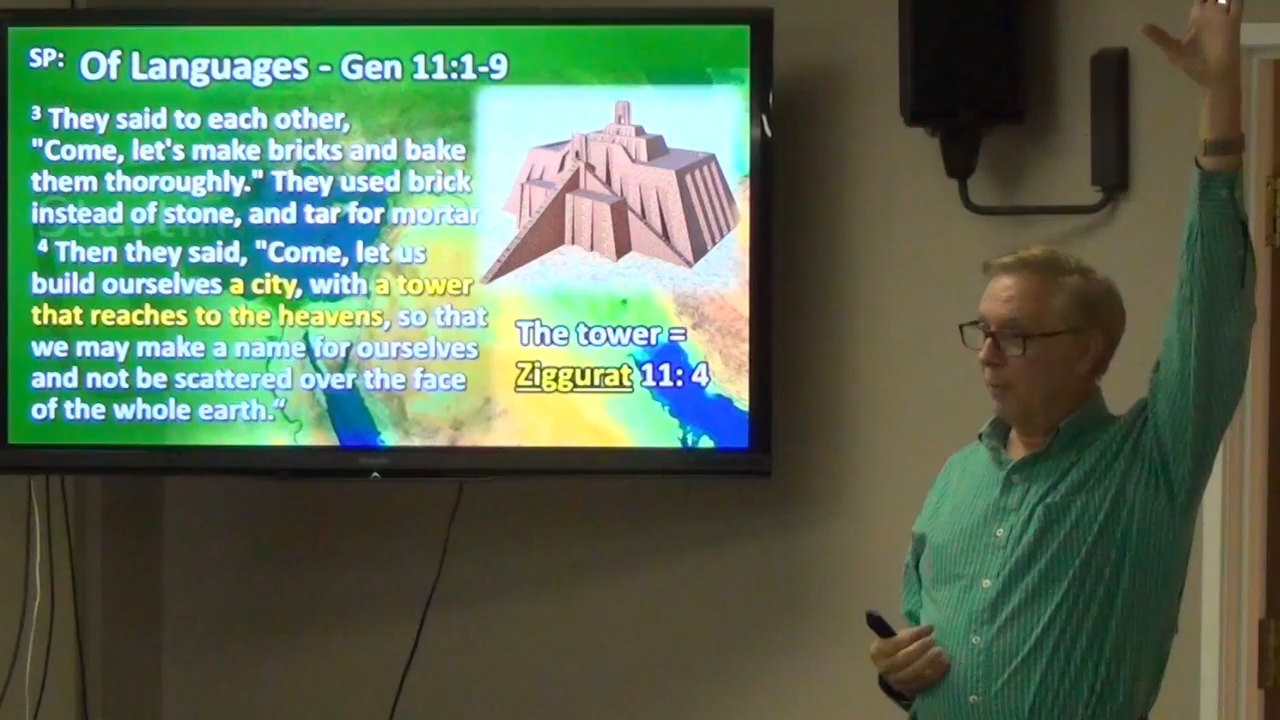 SP: Of Languages - Gen 11:1-9
3 They said to each other,
"Come, let's make bricks and bake
them thoroughly." They used brick
instead of stone, and tar for mortar
4 Then they said, "Come, let us
build ourselves a city, with a tower
that reaches to the heavens, so that
we may make a name for ourselves
and not be scattered over the face
of the whole earth.“
The tower =
Ziggurat 11: 4